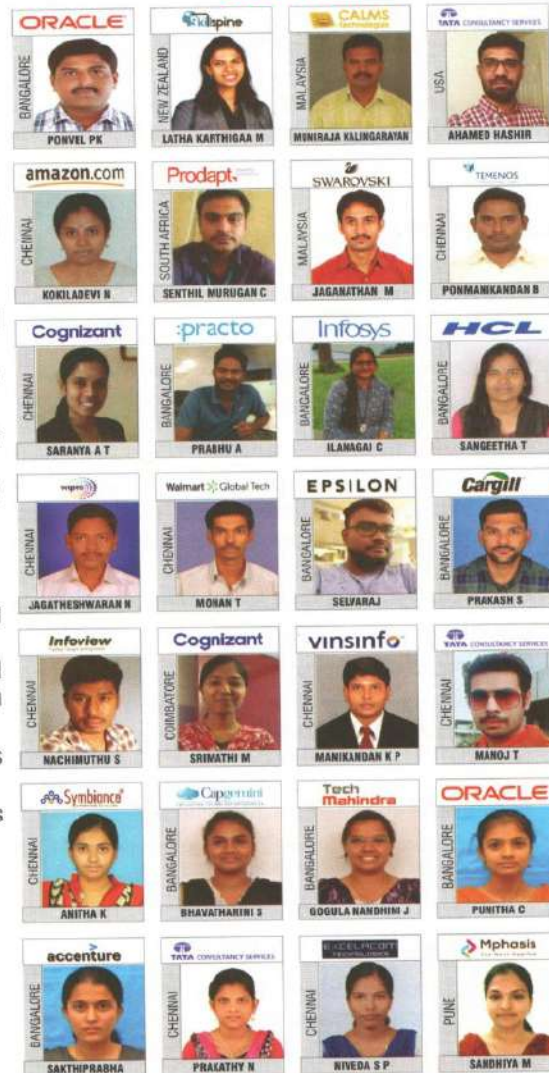 ORACLE
BANGALORE
PONVEL PK
Skillspine
NEW ZEALAND
LATHA KARTHIGAA M
CALMS
Technologies
MALAYSIA
MUNIRAJA KALINGARAYAN
TATA CONSULTANCY SERVICES
USA
AHAMED HASHIR
amazon.com
CHENNAI
KOKILADEVI N
Prodapt
SOUTH AFRICA
SENTHIL MURUGAN C
SWAROVSKI
MALAYSIA
JAGANATHAN M
TEMENOS
CHENNAI
PONMANIKANDAN B
Cognizant
CHENNAI
SARANYA A T
:practo
BANGALORE
PRABHU A
Infosys
BANGALORE
ILANAGAI C
HCL
BANGALORE
SANGEETHA T
wipro
CHENNAI
JAGATHESHWARAN N
Walmart Global Tech
CHENNAI
MOHAN T
EPSILON
BANGALORE
SELVARAJ
Cargill
BANGALORE
PRAKASH S
Infoview
CHENNAI
NACHIMUTHU S
Cognizant
COIMBATORE
SRIMATHI M
vinsinfo
CHENNAI
MANIKANDAN K P
TATA CONSULTANCY SERVICES
CHENNAI
MANOJ T
Symbiance
CHENNAI
ANITHA K
Capgemini
BANGALORE
BHAVATHARINI S
Tech
Mahindra
BANGALORE
GOGULA NANDHINI J
ORACLE
BANGALORE
PUNITHA C
accenture
BANGALORE
SAKTHIPRABHA
TATA CONSULTANCY SERVICES
CHENNAI
PRAKATHY N
EXCELACOM
TECHNOLOGIES
CHENNAI
NIVEDA S P
Mphasis
PUNE
SANDHIYA M